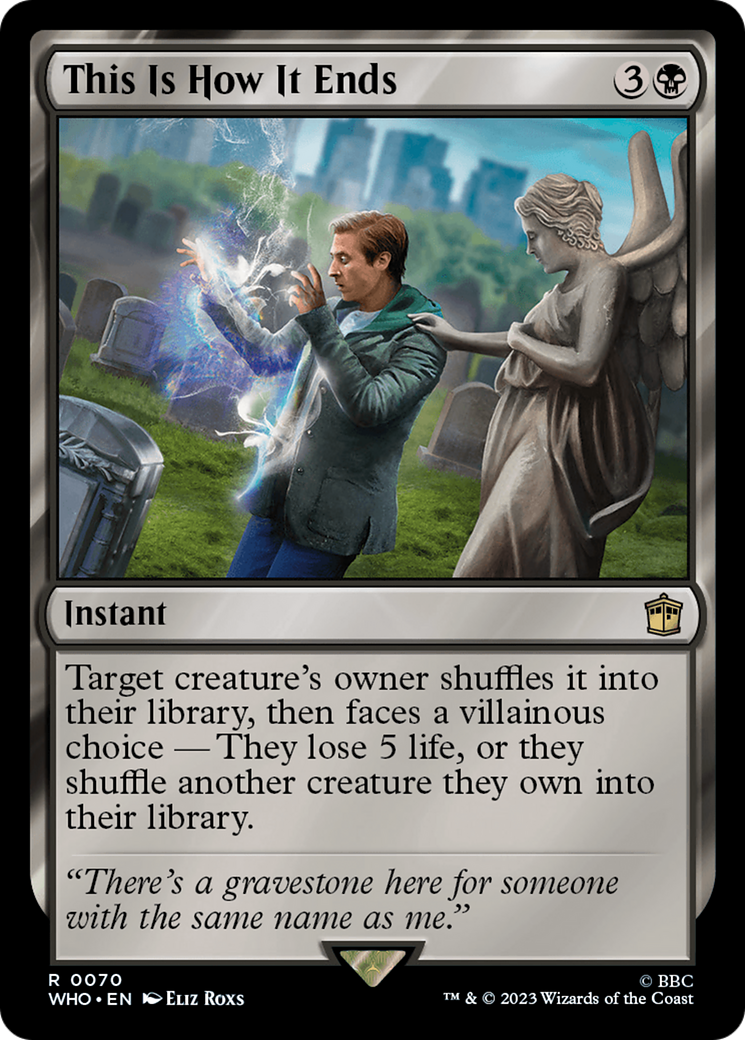 This Is How It Ends 3
Instant
Target creature's owner shuffles it into
their library, then faces a villainous
choice — They lose 5 life, or they
shuffle another creature they own into
their library.
“There's a gravestone here for someone
with the same name as me.”
R 0070
WHO • EN Eliz Roxs
© BBC
™ & © 2023 Wizards of the Coast